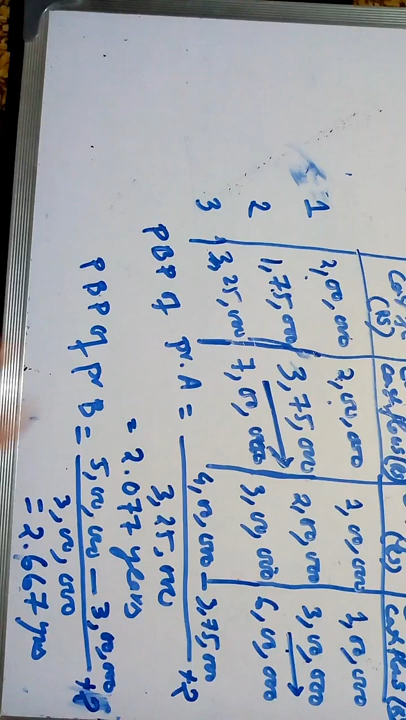 (Rs) (Rs)
1 2,00,000 2,00,000 1,00,000 1,00,000
2 1,75,000 3,75,000 2,00,000 3,00,000
3 3,25,000 7,00,000 3,00,000 6,00,000
PBP of pr. A = 4,00,000 - 3,75,000 +2
3,25,000
= 2.077 years
PBP of pr B = 5,00,000 - 3,00,000 +2
3,00,000
= 2.667 yrs